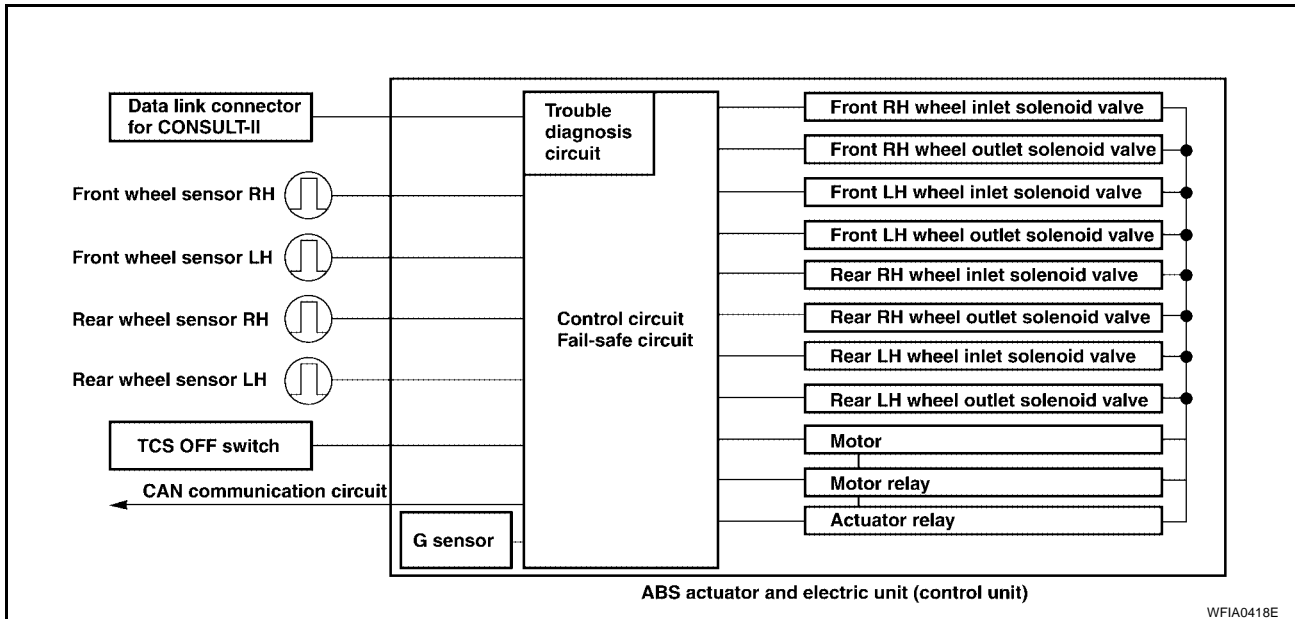 Data link connector
for CONSULT-II
Front wheel sensor RH
Front wheel sensor LH
Rear wheel sensor RH
Rear wheel sensor LH
TCS OFF switch
CAN communication circuit
G sensor
Trouble
diagnosis
circuit
Control circuit
Fail-safe circuit
Front RH wheel inlet solenoid valve
Front RH wheel outlet solenoid valve
Front LH wheel inlet solenoid valve
Front LH wheel outlet solenoid valve
Rear RH wheel inlet solenoid valve
Rear RH wheel outlet solenoid valve
Rear LH wheel inlet solenoid valve
Rear LH wheel outlet solenoid valve
Motor
Motor relay
Actuator relay
ABS actuator and electric unit (control unit)
WFIA0418E